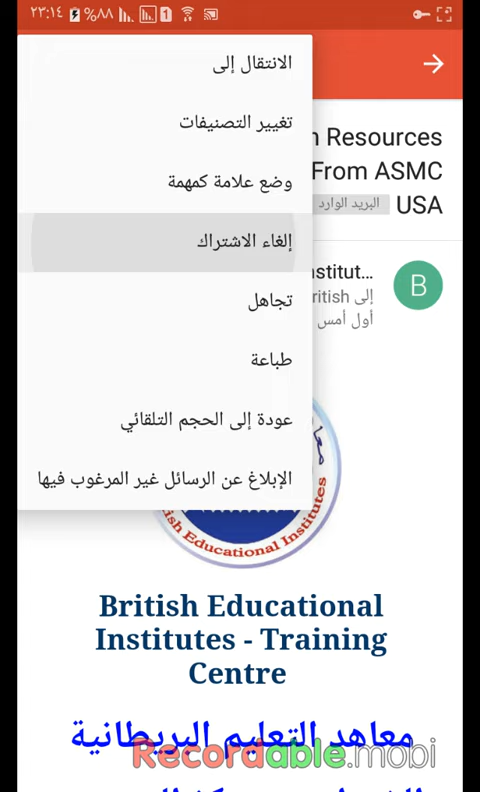 ٢٣:١٤ %٨٨ 1
الانتقال إلى
تغيير التصنيفات
وضع علامة كمهمة
إلغاء الاشتراك
تجاهل
طباعة
عودة إلى الحجم التلقائي
الإبلاغ عن الرسائل غير المرغوب فيها
Resources
From ASMC
USA البريد الوارد
B
إلى
أول أمس
British Educational Institutes
British Educational
Institutes - Training
Centre
معاهد التعليم البريطانية
Recordable.mobi